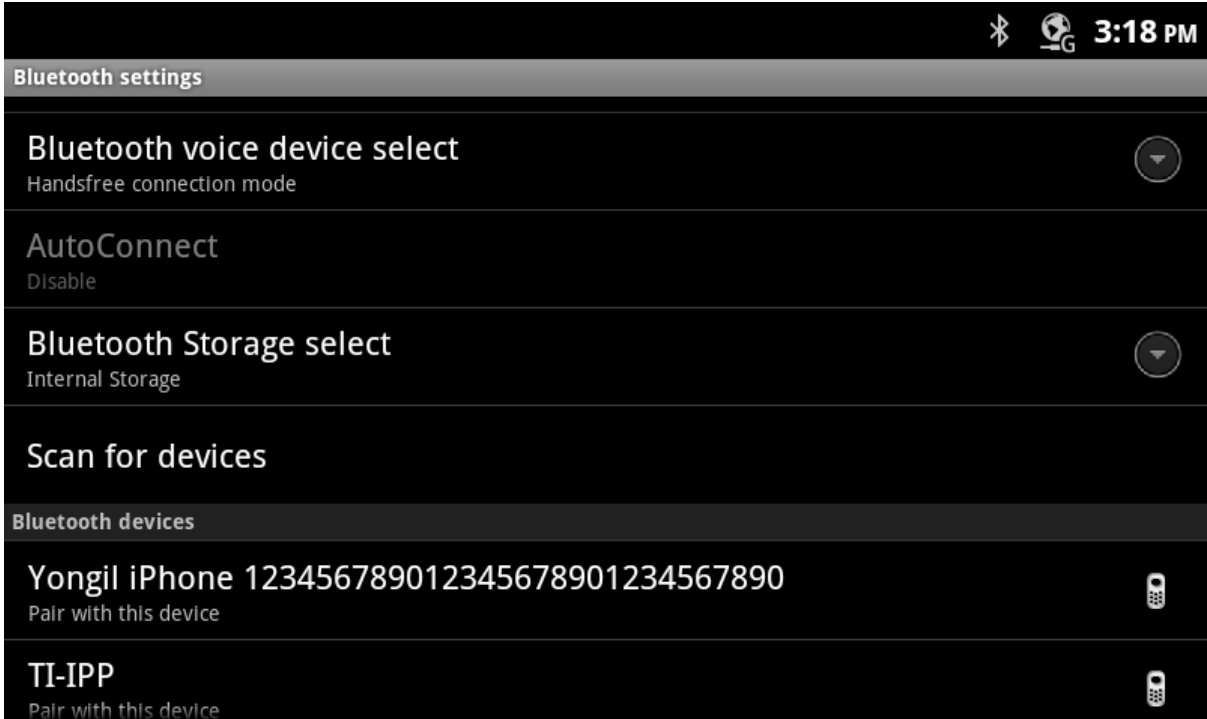 G 3:18 PM
Bluetooth settings
Bluetooth voice device select
Handsfree connection mode
AutoConnect
Disable
Bluetooth Storage select
Internal Storage
Scan for devices
Bluetooth devices
Yongil iPhone 123456789012345678901234567890
Pair with this device
TI-IPP
Pair with this device